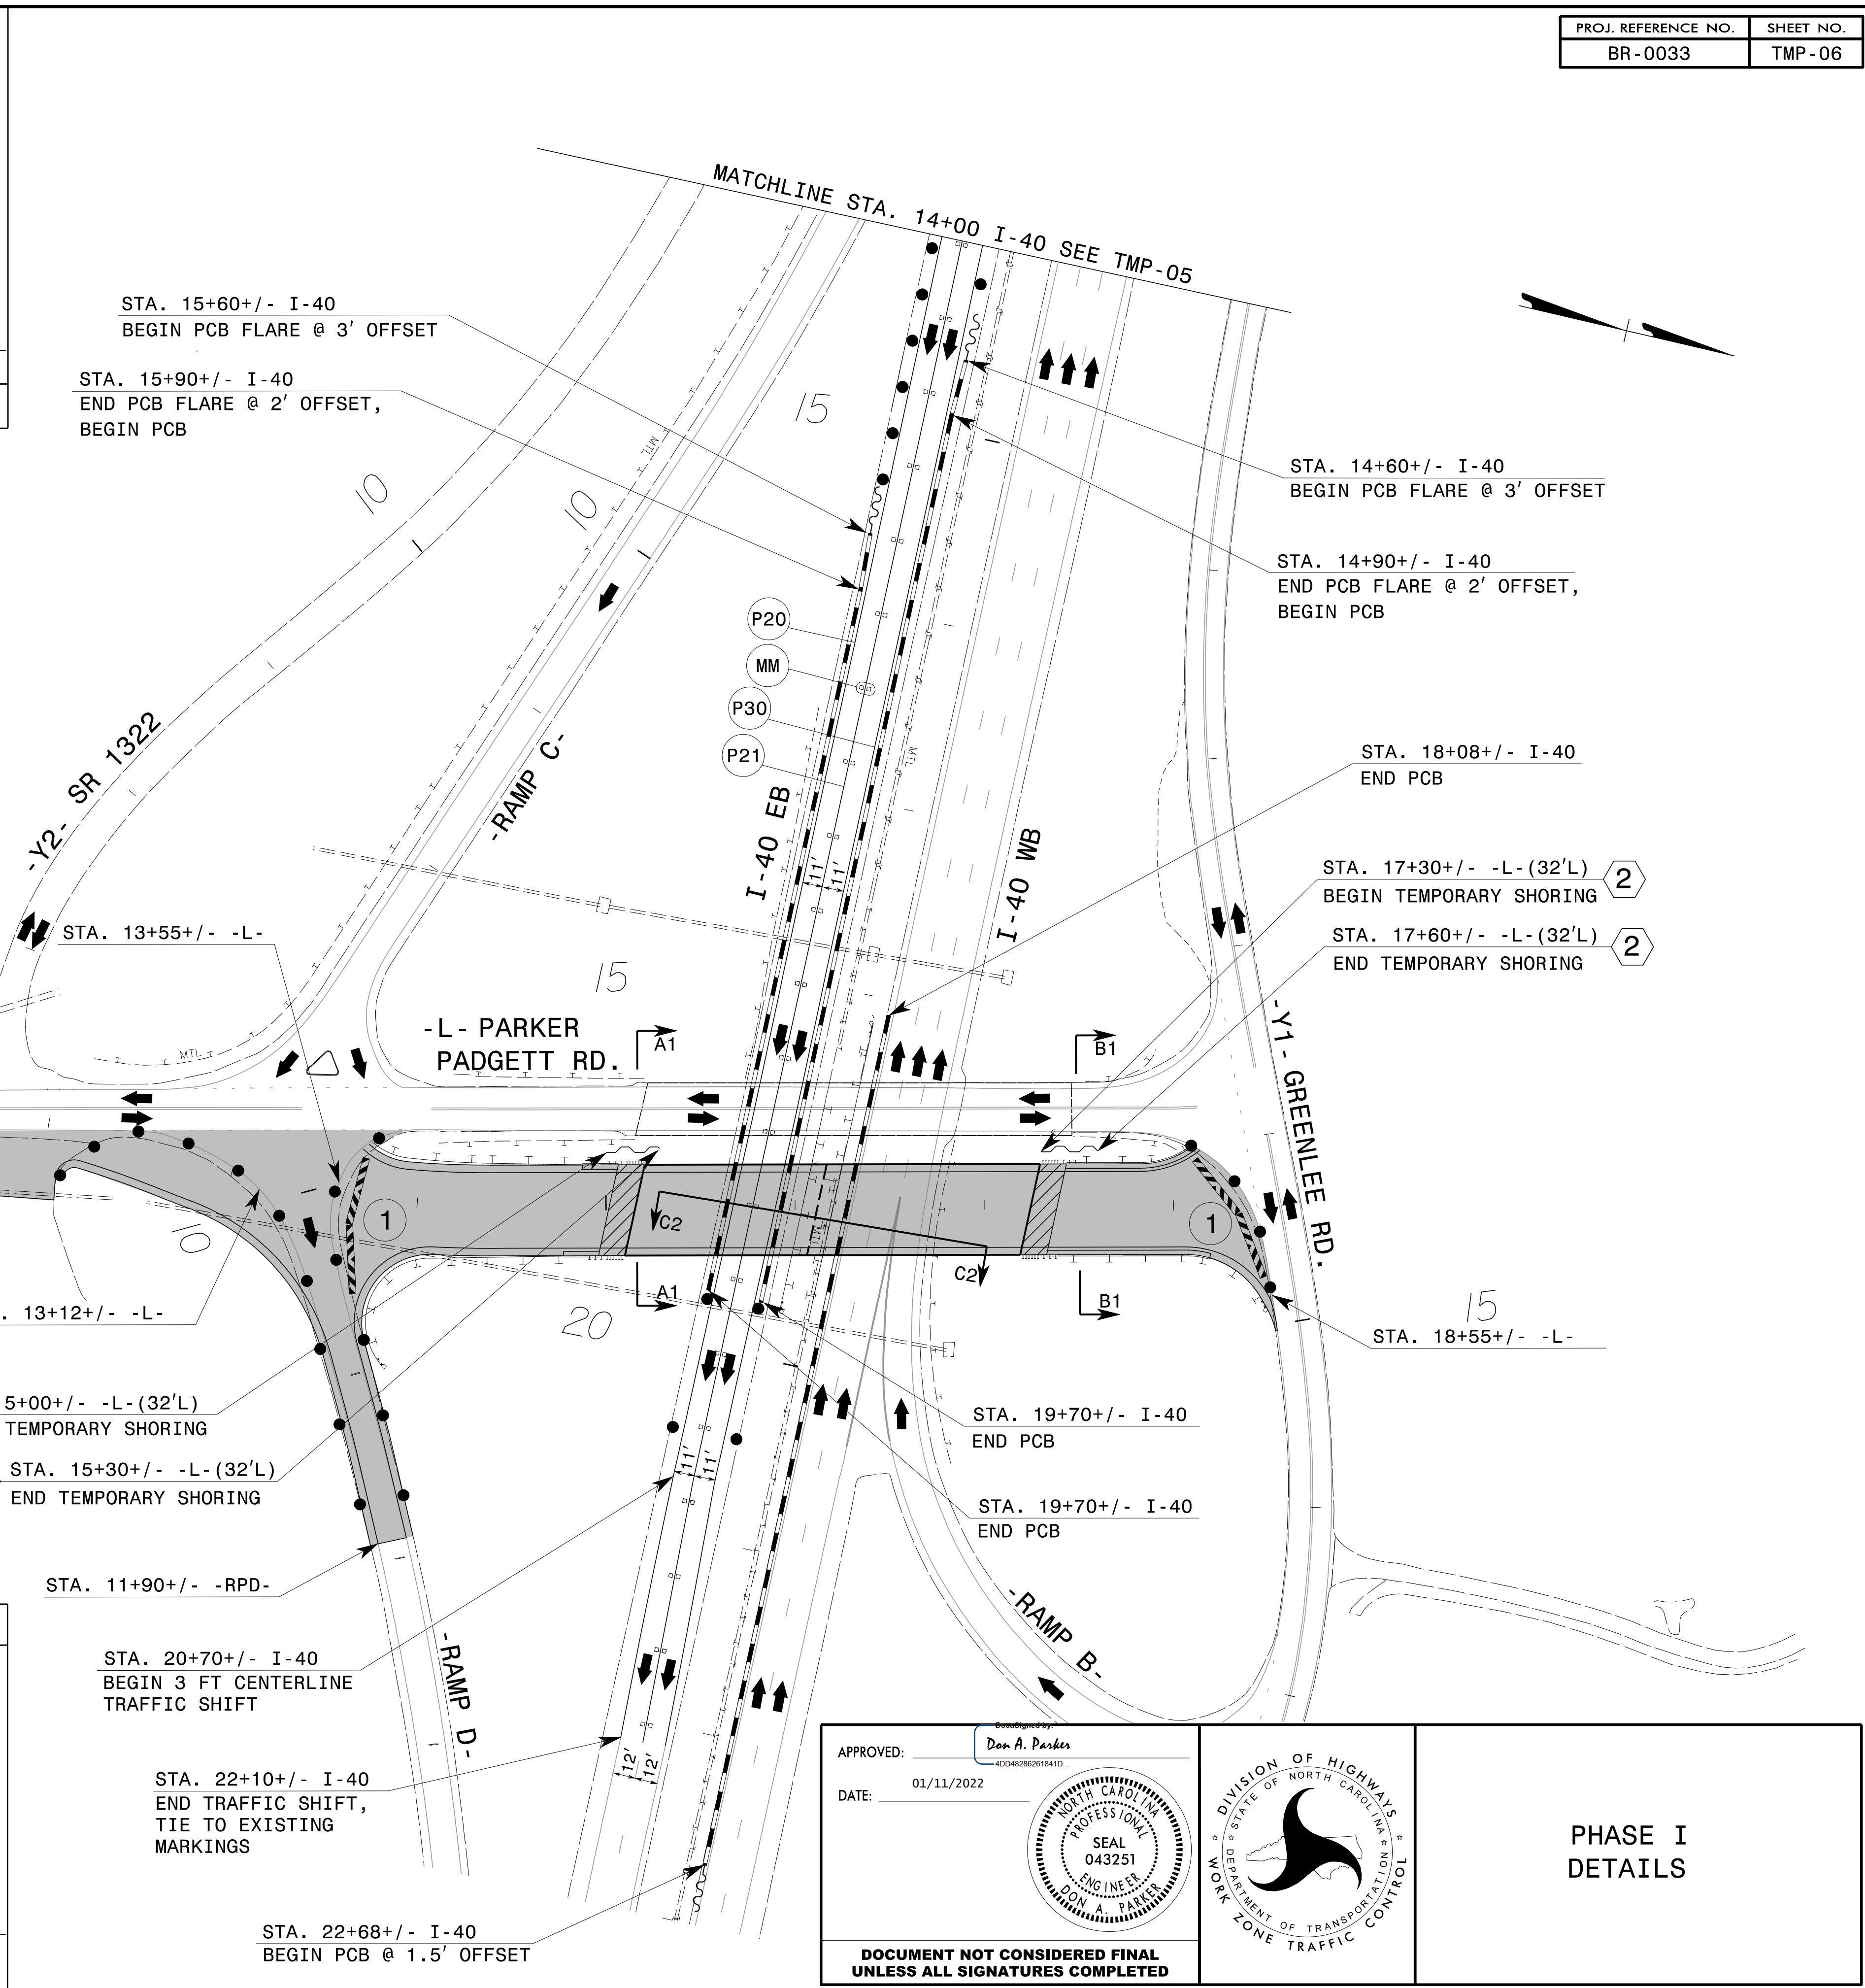 PROJ. REFERENCE NO.
SHEET NO.
BR-0033
TMP-06
MATCHLINE STA. 14+00 I-40 SEE TMP-05
STA. 15+60+/- I-40
BEGIN PCB FLARE @ 3' OFFSET
STA. 15+90+/- I-40
END PCB FLARE @ 2' OFFSET,
BEGIN PCB
15
10
10
MTL
STA. 14+60+/- I-40
BEGIN PCB FLARE @ 3' OFFSET
STA. 14+90+/- I-40
END PCB FLARE @ 2' OFFSET,
BEGIN PCB
P20
MM
P30
P21
MTL
-Y2- SR 1322
-RAMP C-
I-40 EB
11'
11'
I-40 WB
STA. 18+08+/- I-40
END PCB
STA. 17+30+/- -L-(32'L)
BEGIN TEMPORARY SHORING
2
STA. 17+60+/- -L-(32'L)
END TEMPORARY SHORING
2
STA. 13+55+/- -L-
15
-L- PARKER
PADGETT RD.
MTL
A1
B1
-Y1- GREENLEE RD.
1
C2
MTL
1
10
C2
. 13+12+/- -L-
A1
B1
20
15
STA. 18+55+/- -L-
5+00+/- -L-(32'L)
TEMPORARY SHORING
STA. 15+30+/- -L-(32'L)
END TEMPORARY SHORING
11'
11'
STA. 19+70+/- I-40
END PCB
STA. 19+70+/- I-40
END PCB
STA. 11+90+/- -RPD-
-RAMP D-
-RAMP B-
STA. 20+70+/- I-40
BEGIN 3 FT CENTERLINE
TRAFFIC SHIFT
STA. 22+10+/- I-40
END TRAFFIC SHIFT,
TIE TO EXISTING
MARKINGS
12'
12'
STA. 22+68+/- I-40
BEGIN PCB @ 1.5' OFFSET
DocuSigned by:
APPROVED:
Don A. Parker
4DD48286261841D...
DATE:
01/11/2022
NORTH CAROLINA
PROFESSIONAL
SEAL
043251
ENGINEER
DON A. PARKER
DOCUMENT NOT CONSIDERED FINAL
UNLESS ALL SIGNATURES COMPLETED
DIVISION OF HIGHWAYS
STATE OF NORTH CAROLINA
DEPARTMENT OF TRANSPORTATION
WORK ZONE TRAFFIC CONTROL
PHASE I
DETAILS